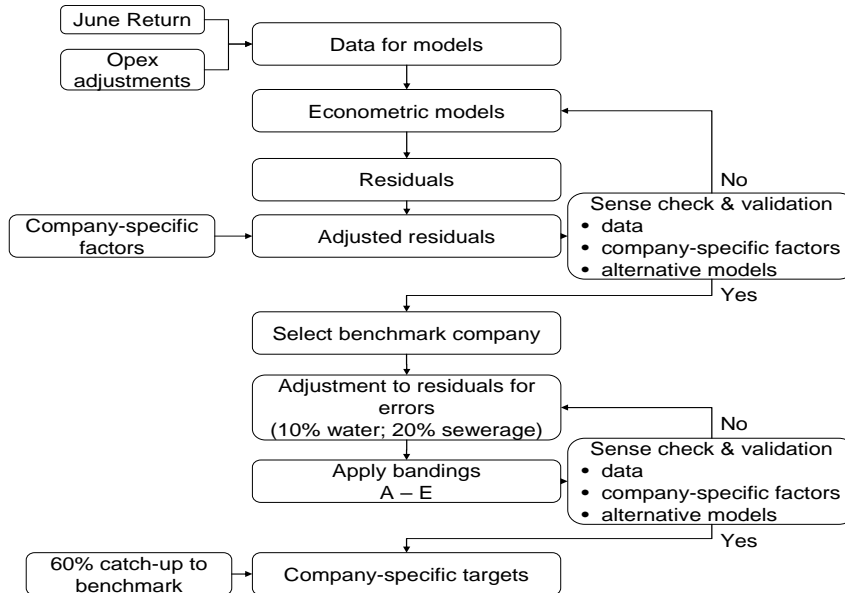 June Return
Opex
adjustments
Data for models
Econometric models
Residuals
No
Company-specific
factors
Adjusted residuals
Sense check & validation
• data
• company-specific factors
• alternative models
Yes
Select benchmark company
Adjustment to residuals for
errors
(10% water; 20% sewerage)
No
Apply bandings
A – E
Sense check & validation
• data
• company-specific factors
• alternative models
Yes
60% catch-up to
benchmark
Company-specific targets